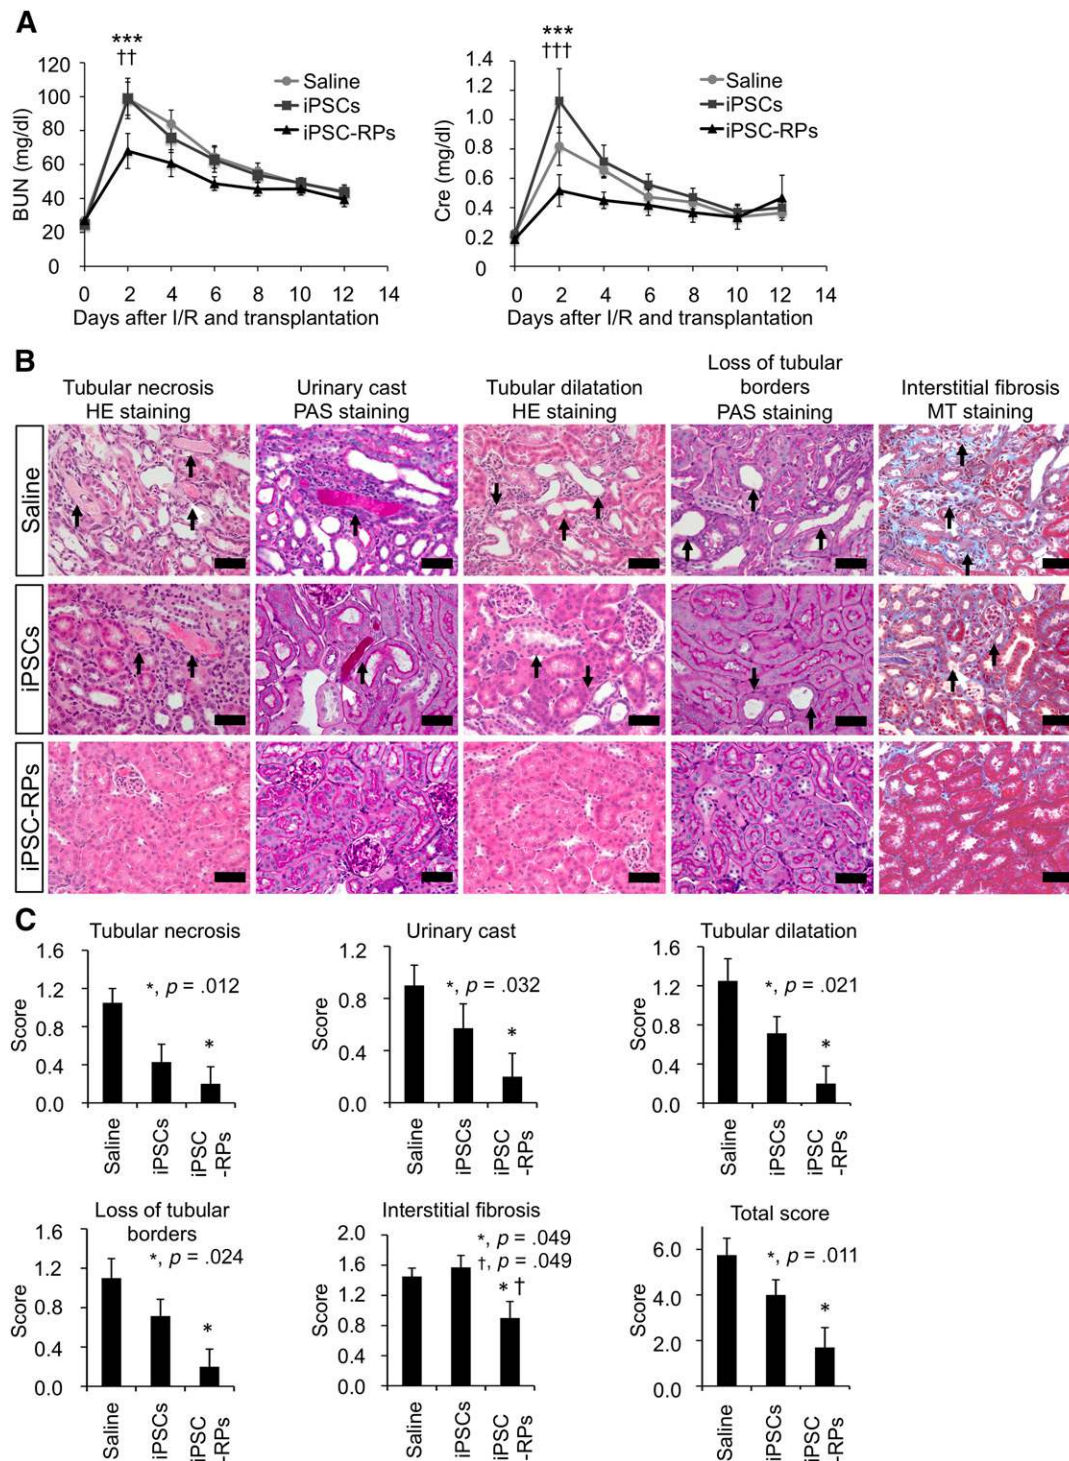 A
***
††
120
100
80
60
40
20
0
BUN (mg/dl)
Saline
iPSCs
iPSC-RPs
0 2 4 6 8 10 12 14
Days after I/R and transplantation
***
†††
1.4
1.2
1.0
0.8
0.6
0.4
0.2
0
Cre (mg/dl)
Saline
iPSCs
iPSC-RPs
0 2 4 6 8 10 12 14
Days after I/R and transplantation
B
Tubular necrosis
HE staining
Urinary cast
PAS staining
Tubular dilatation
HE staining
Loss of tubular
borders
PAS staining
Interstitial fibrosis
MT staining
Saline
iPSCs
iPSC-RPs
C
Tubular necrosis
1.6
1.2
0.8
0.4
0.0
Score
*, p = .012
*
Saline
iPSCs
iPSC
-RPs
Urinary cast
1.2
0.8
0.4
0.0
Score
*, p = .032
*
Saline
iPSCs
iPSC
-RPs
Tubular dilatation
1.6
1.2
0.8
0.4
0.0
Score
*, p = .021
*
Saline
iPSCs
iPSC
-RPs
Loss of tubular
borders
1.6
1.2
0.8
0.4
0.0
Score
*, p = .024
*
Saline
iPSCs
iPSC
-RPs
Interstitial fibrosis
2.0
1.6
1.2
0.8
0.4
0.0
Score
*, p = .049
†, p = .049
* †
Saline
iPSCs
iPSC
-RPs
Total score
6.0
4.0
2.0
0.0
Score
*, p = .011
*
Saline
iPSCs
iPSC
-RPs